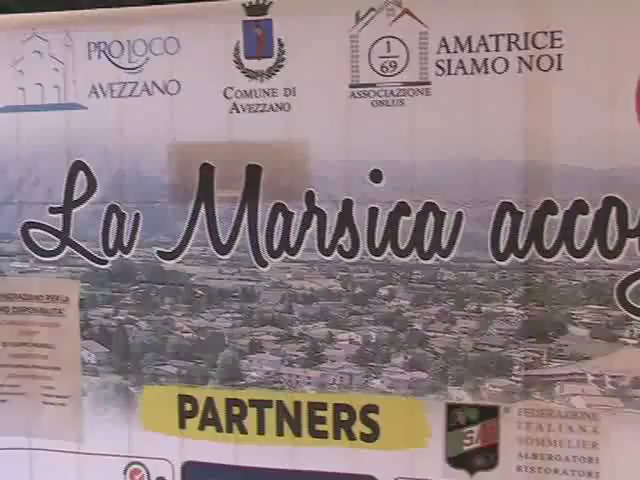 PRO LOCO
AVEZZANO
COMUNE DI
AVEZZANO
1
69
ASSOCIAZIONE
ONLUS
AMATRICE
SIAMO NOI
La Marsica accog
PARTNERS
FEDERAZIONE
ITALIANA
SOMMELIER
ALBERGATORI
RISTORATORI